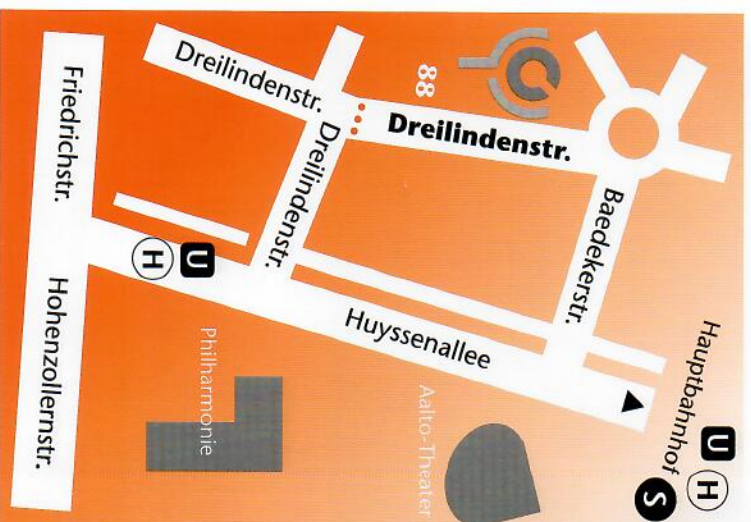 Dreilindenstr.
88
Dreilindenstr.
Dreilindenstr.
Friedrichstr.
Baedekerstr.
U
H
Hohenzollernstr.
Huyssenallee
Hauptbahnhof
U
H
S
Philharmonie
Aalto-Theater